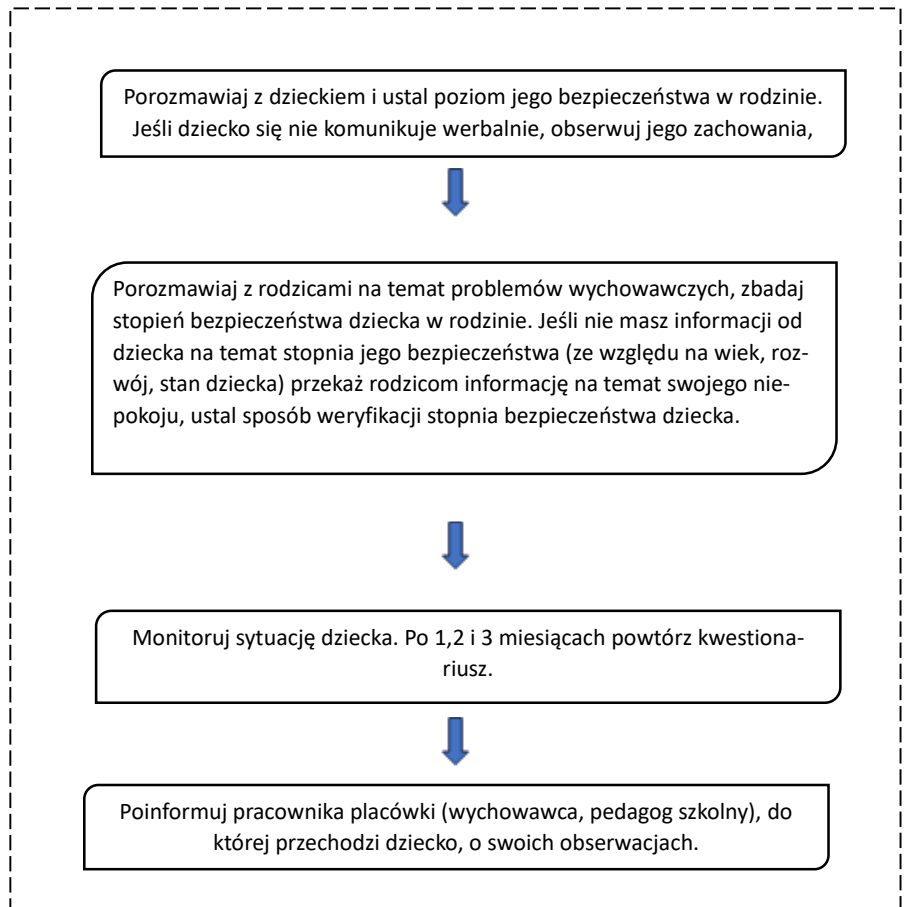 Porozmawiaj z dzieckiem i ustal poziom jego bezpieczeństwa w rodzinie.
Jeśli dziecko się nie komunikuje werbalnie, obserwuj jego zachowania,
Porozmawiaj z rodzicami na temat problemów wychowawczych, zbadaj
stopień bezpieczeństwa dziecka w rodzinie. Jeśli nie masz informacji od
dziecka na temat stopnia jego bezpieczeństwa (ze względu na wiek, roz-
wój, stan dziecka) przekaż rodzicom informację na temat swojego nie-
pokoju, ustal sposób weryfikacji stopnia bezpieczeństwa dziecka.
Monitoruj sytuację dziecka. Po 1,2 i 3 miesiącach powtórz kwestiona-
riusz.
Poinformuj pracownika placówki (wychowawca, pedagog szkolny), do
której przechodzi dziecko, o swoich obserwacjach.